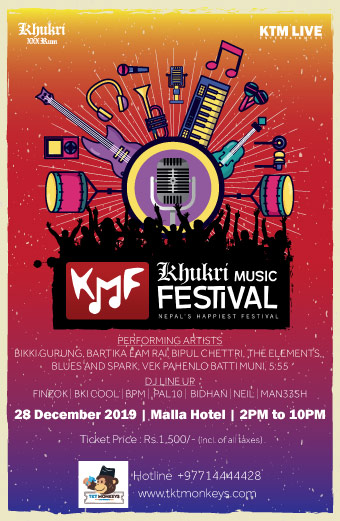 Khukri
XXX Rum
KTM LIVE
ENTERTAINMENT
KMF
Khukri MUSIC
FESTIVAL
NEPAL'S HAPPIEST FESTIVAL
PERFORMING ARTISTS
BIKKI GURUNG, BARTIKA EAM RAI, BIPUL CHETTRI, THE ELEMENTS,
BLUES AND SPARK, VEK PAHENLO BATTI MUNI, 5:55
DJ LINE UP
FINFOK | BKI COOL | BPM | PAL10 | BIDHAN | NEIL | MAN33SH
28 December 2019 | Malla Hotel | 2PM to 10PM
Ticket Price : Rs.1,500/- (Incl. of all taxes)
TKT MONKEYS
Hotline +97714444428
www.tktmonkeys.com